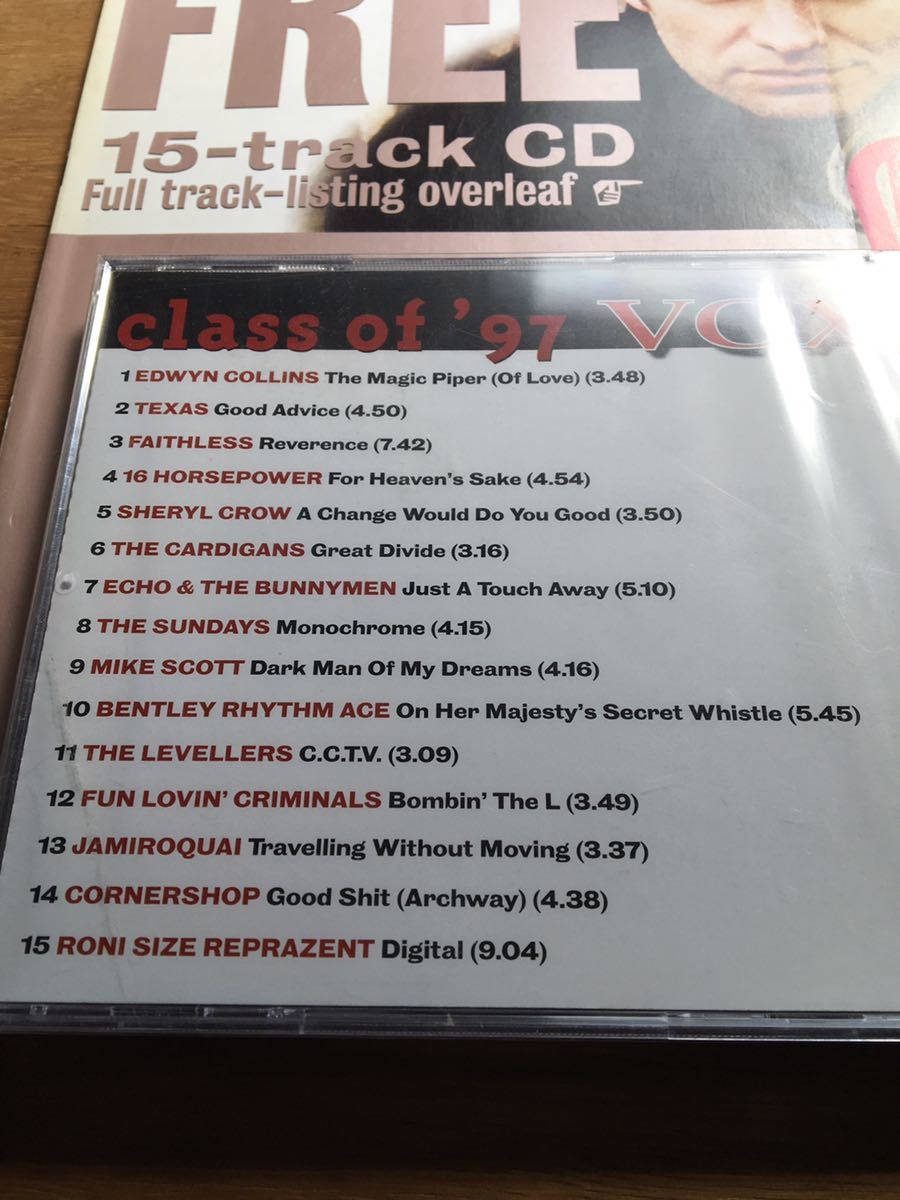 FREE
15-track CD
Full track-listing overleaf
class of '97 VOX
1 EDWYN COLLINS The Magic Piper (Of Love) (3.48)
2 TEXAS Good Advice (4.50)
3 FAITHLESS Reverence (7.42)
4 16 HORSEPOWER For Heaven's Sake (4.54)
5 SHERYL CROW A Change Would Do You Good (3.50)
6 THE CARDIGANS Great Divide (3.16)
7 ECHO & THE BUNNYMEN Just A Touch Away (5.10)
8 THE SUNDAYS Monochrome (4.15)
9 MIKE SCOTT Dark Man Of My Dreams (4.16)
10 BENTLEY RHYTHM ACE On Her Majesty's Secret Whistle (5.45)
11 THE LEVELLERS C.C.T.V. (3.09)
12 FUN LOVIN' CRIMINALS Bombin' The L (3.49)
13 JAMIROQUAI Travelling Without Moving (3.37)
14 CORNERSHOP Good Shit (Archway) (4.38)
15 RONI SIZE REPRAZENT Digital (9.04)